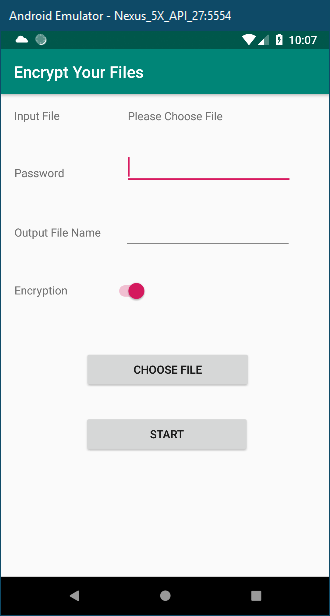 Android Emulator - Nexus_5X_API_27:5554
10:07
Encrypt Your Files
Input File Please Choose File
Password
Output File Name
Encryption
CHOOSE FILE
START